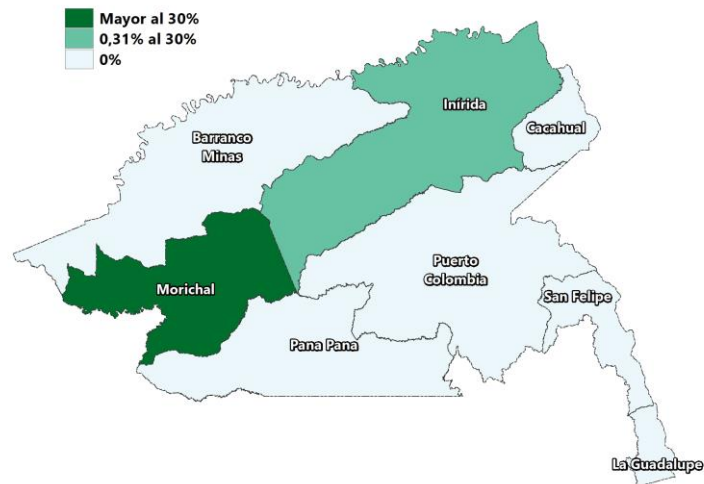 Mayor al 30%
0,31% al 30%
0%
Inírida
Cacahual
Barranco
Minas
Puerto
Colombia
Morichal
San Felipe
Pana Pana
La Guadalupe